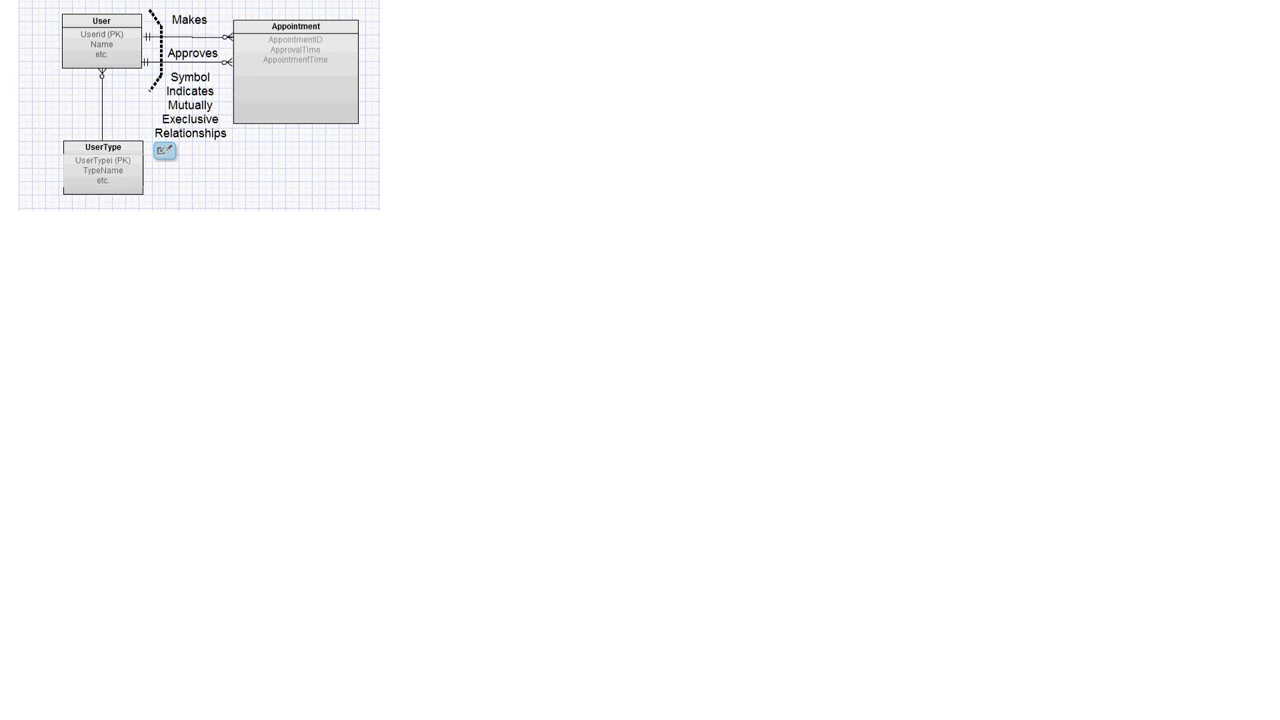 User
Userid (PK)
Name
etc.
Makes
Approves
Symbol
Indicates
Mutually
Execlusive
Relationships
Appointment
AppointmentID
ApprovalTime
AppointmentTime
UserType
UserTypei (PK)
TypeName
etc.